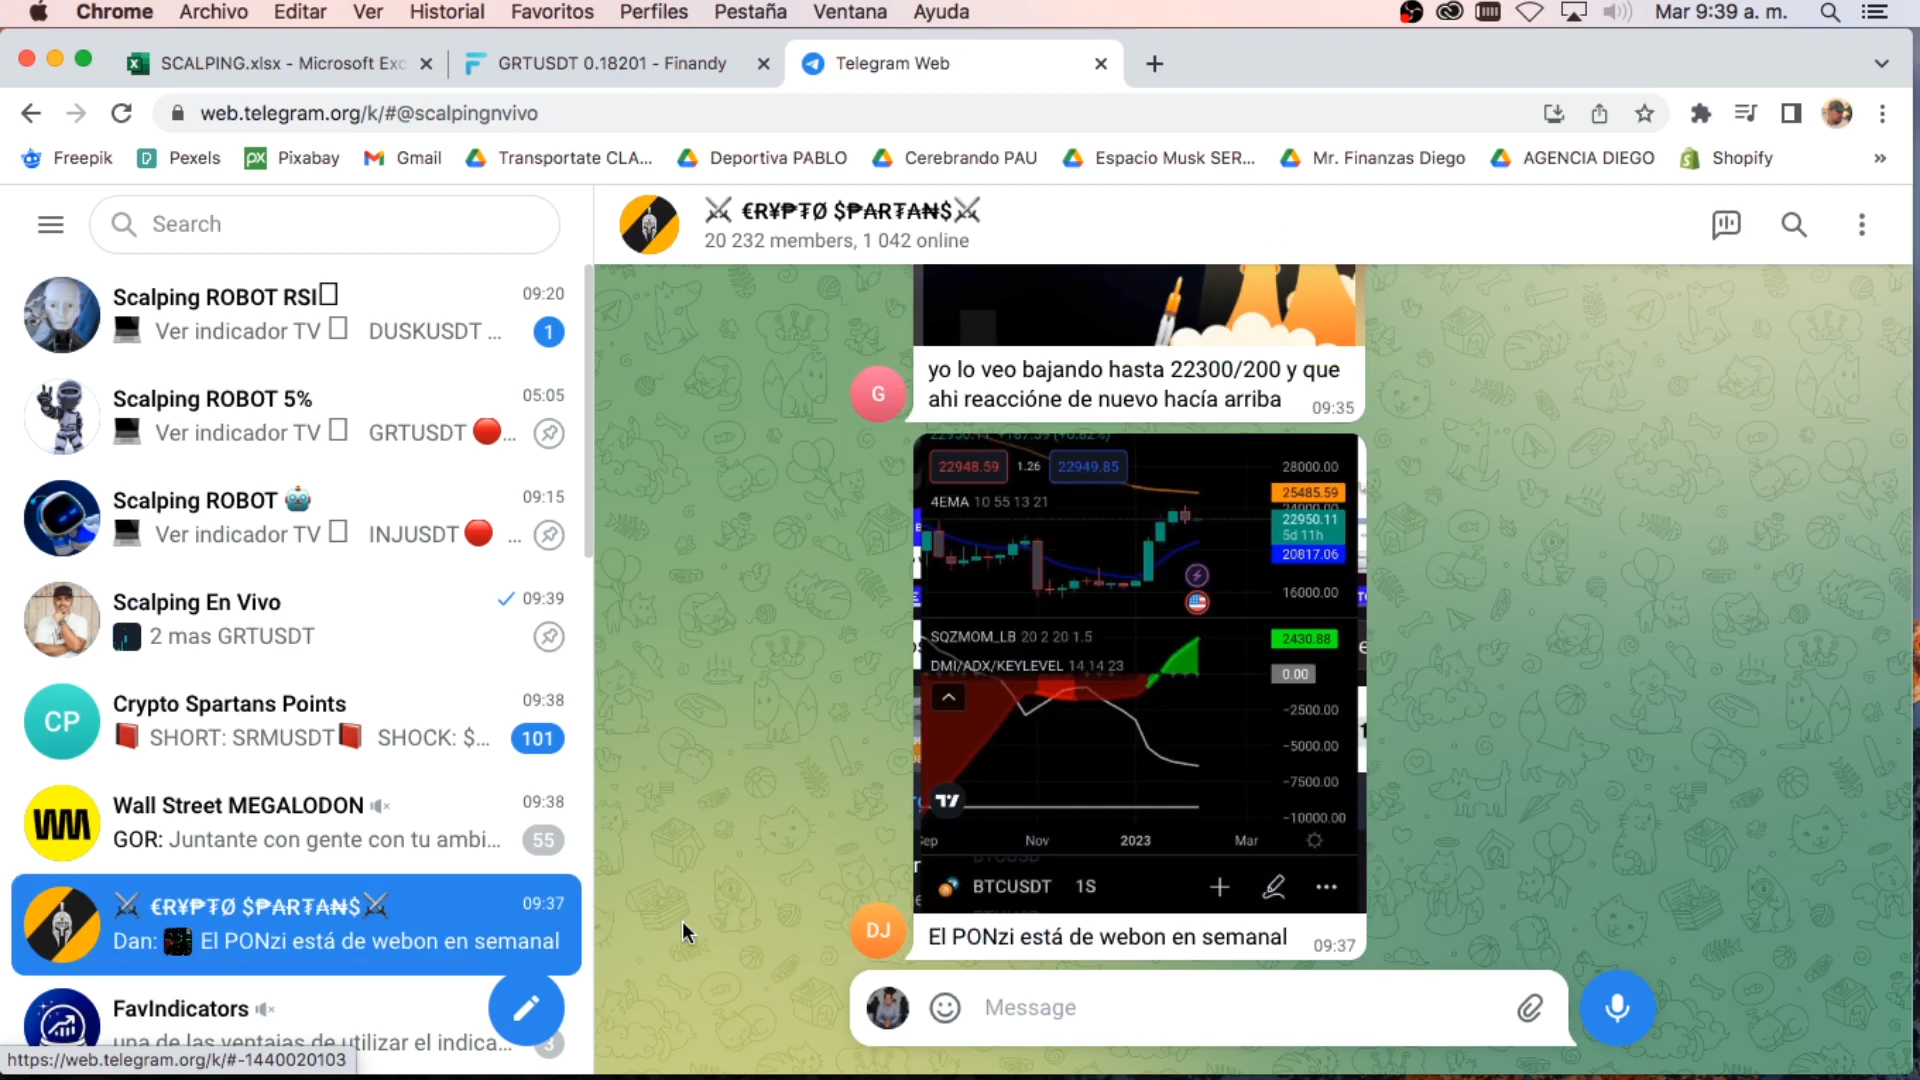 Chrome Archivo Editar Ver Historial Favoritos Perfiles Pestaña Ventana Ayuda Mar 9:39 a. m.
SCALPING.xlsx - Microsoft Exc
GRTUSDT 0.18201 - Finandy
Telegram Web
web.telegram.org/k/#@scalpingnvivo
Freepik Pexels Pixabay Gmail Transportate CLA... Deportiva PABLO Cerebrando PAU Espacio Musk SER... Mr. Finanzas Diego AGENCIA DIEGO Shopify »
Search
Scalping ROBOT RSI 09:20
💻 Ver indicador TV DUSKUSDT ... 1
Scalping ROBOT 5% 05:05
💻 Ver indicador TV GRTUSDT 🔴...
Scalping ROBOT 🤖 09:15
💻 Ver indicador TV INJUSDT 🔴 ...
Scalping En Vivo 09:39
2 mas GRTUSDT
CP
Crypto Spartans Points 09:38
📕 SHORT: SRMUSDT📕 SHOCK: $... 101
Wall Street MEGALODON 09:38
GOR: Juntante con gente con tu ambi... 55
⚔ €R¥₱₮Ø $₱₳R₮₳₦$⚔ 09:37
Dan: El PONzi está de webon en semanal
FavIndicators
una de las ventajas de utilizar el indica... 3
https://web.telegram.org/k/#-1440020103
⚔ €R¥₱₮Ø $₱₳R₮₳₦$⚔
20 232 members, 1 042 online
G
yo lo veo bajando hasta 22300/200 y que
ahi reaccióne de nuevo hacía arriba 09:35
22950.11 +187.59 (+0.82%)
22948.59 1.26 22949.85
28000.00
25485.59
4EMA 10 55 13 21
22950.11
5d 11h
20817.06
16000.00
SQZMOM_LB 20 2 20 1.5
2430.88
DMI/ADX/KEYLEVEL 14 14 23
0.00
−2500.00
−5000.00
−7500.00
−10000.00
Sep Nov 2023 Mar
BTCUSDT 1S
DJ
El PONzi está de webon en semanal 09:37
Message